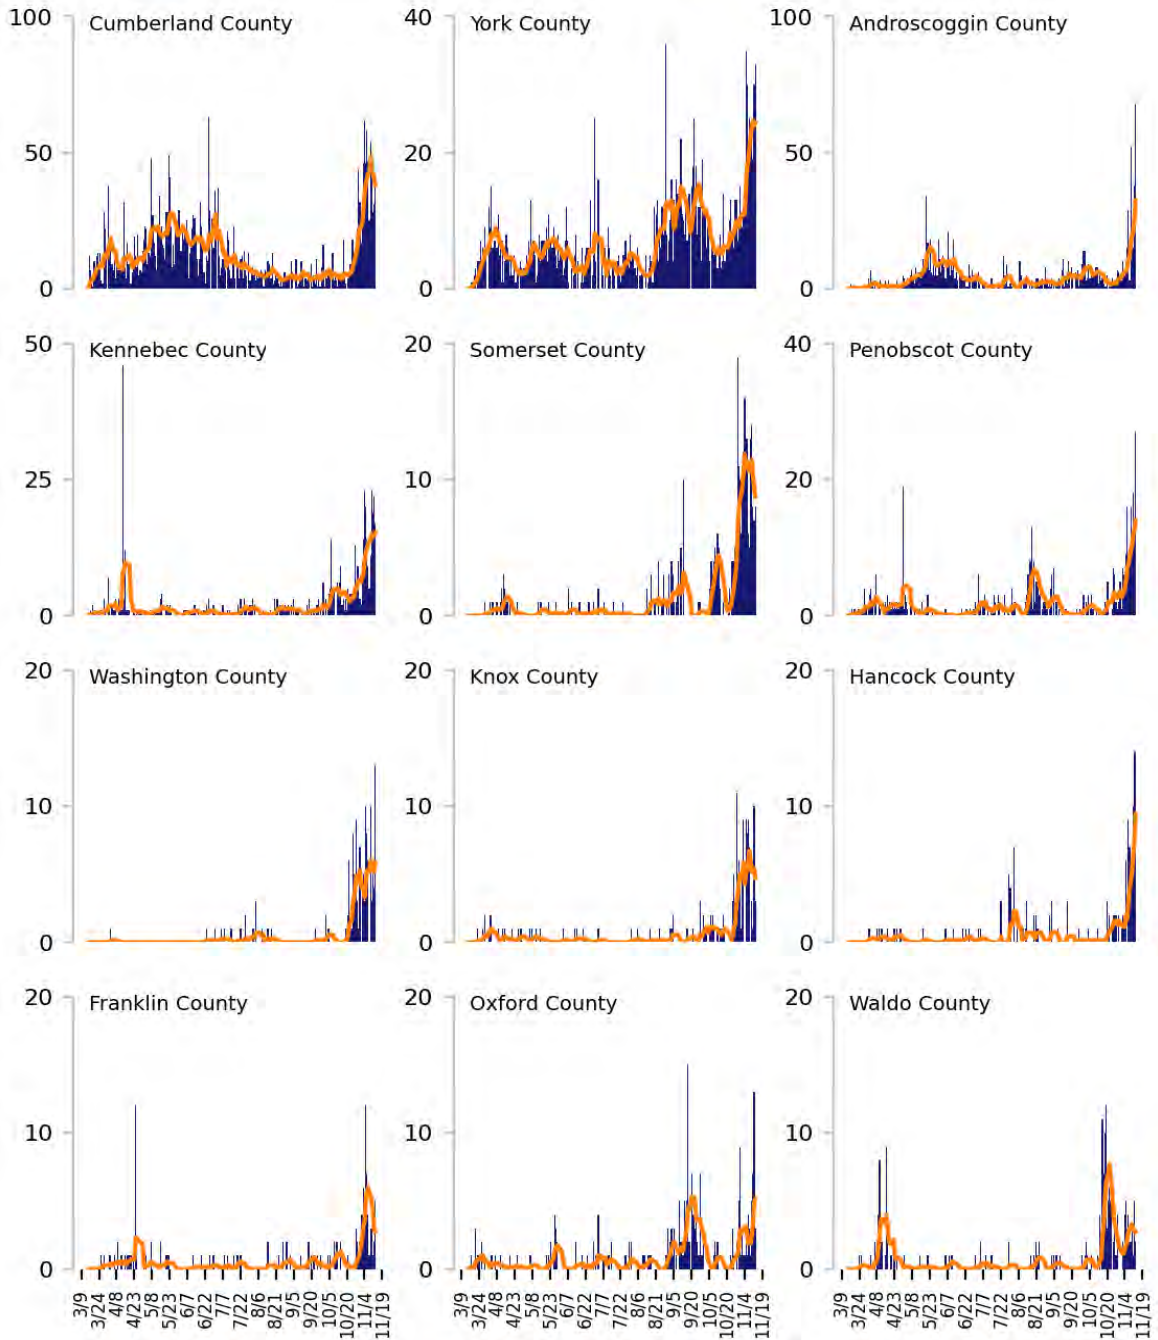 Cumberland County
100
50
0
York County
40
20
0
Androscoggin County
100
50
0
Kennebec County
50
25
0
Somerset County
20
10
0
Penobscot County
40
20
0
Washington County
20
10
0
Knox County
20
10
0
Hancock County
20
10
0
Franklin County
20
10
0
Oxford County
20
10
0
Waldo County
20
10
0
3/9 3/24 4/8 4/23 5/8 5/23 6/7 6/22 7/7 7/22 8/6 8/21 9/5 9/20 10/5 10/20 11/4 11/19
3/9 3/24 4/8 4/23 5/8 5/23 6/7 6/22 7/7 7/22 8/6 8/21 9/5 9/20 10/5 10/20 11/4 11/19
3/9 3/24 4/8 4/23 5/8 5/23 6/7 6/22 7/7 7/22 8/6 8/21 9/5 9/20 10/5 10/20 11/4 11/19